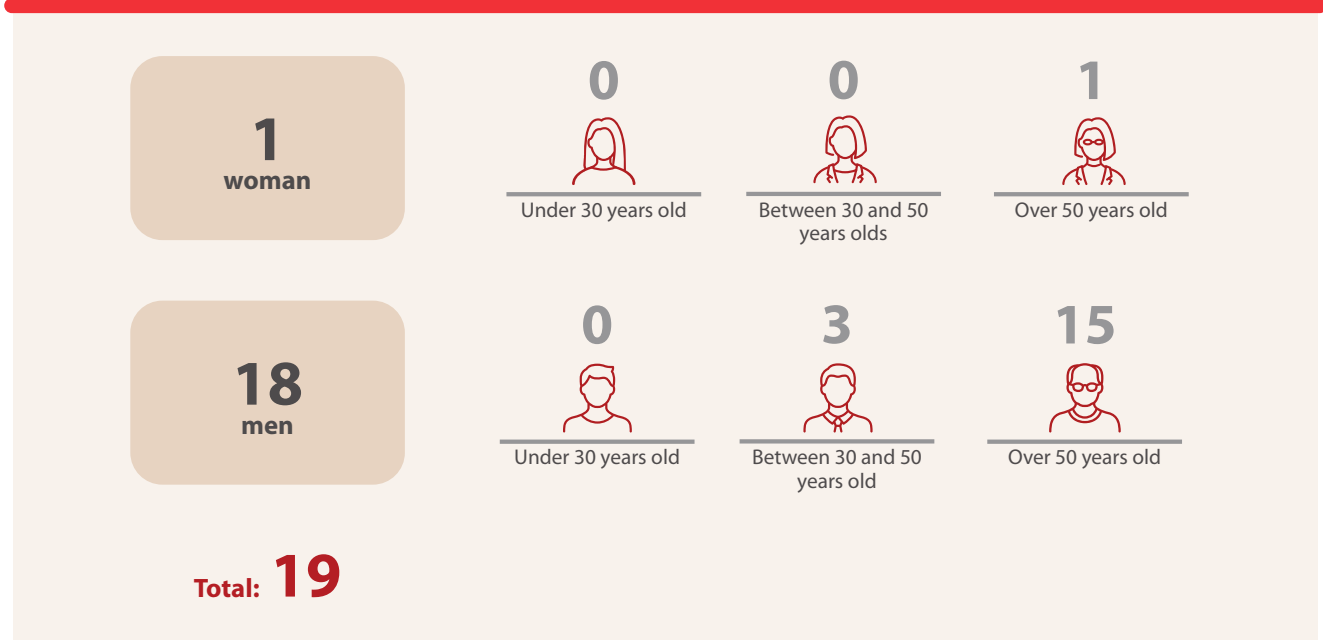 1
woman
0
0
1
Under 30 years old
Between 30 and 50
years olds
Over 50 years old
18
men
0
3
15
Under 30 years old
Between 30 and 50
years old
Over 50 years old
Total: 19